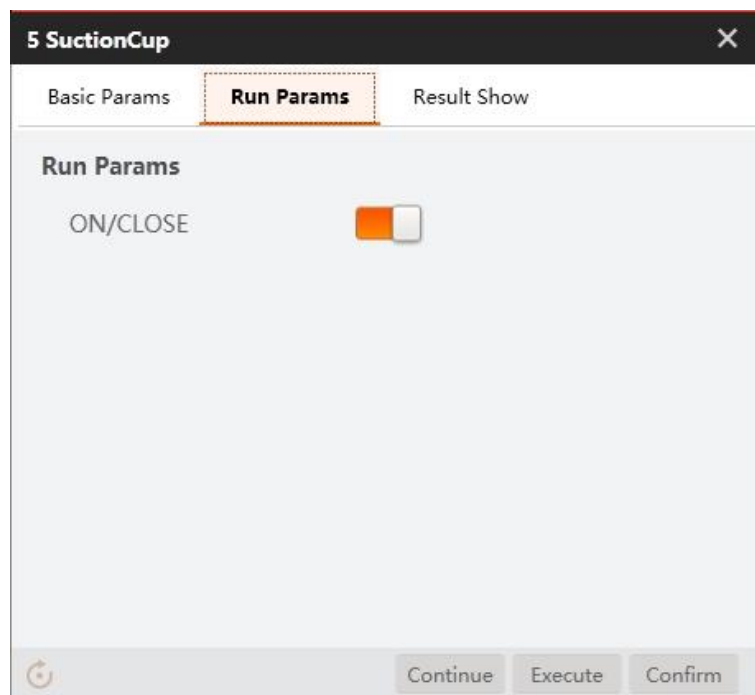 5 SuctionCup
Basic Params Run Params Result Show
Run Params
ON/CLOSE
Continue Execute Confirm